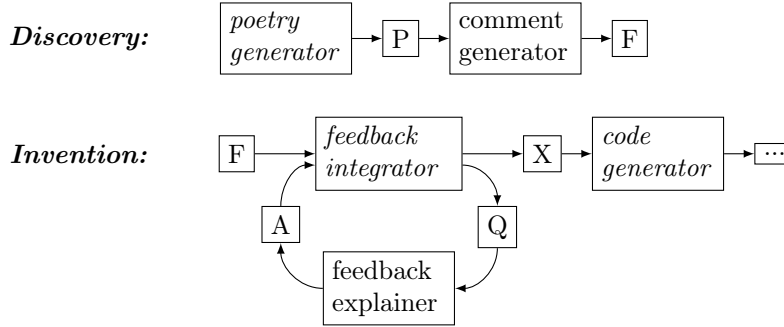 Discovery:
poetry
generator
P
comment
generator
F
Invention:
F
feedback
integrator
X
code
generator
...
A
Q
feedback
explainer